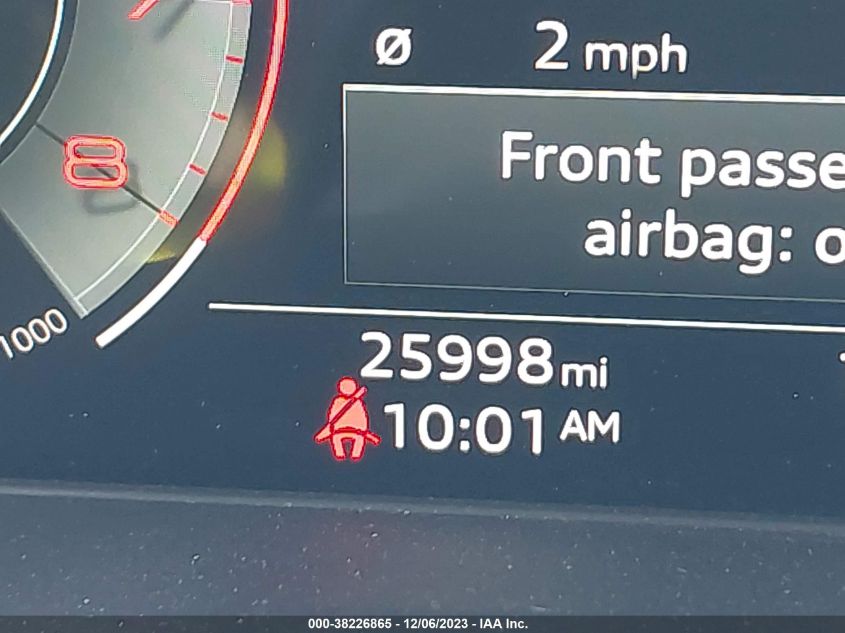 Ø 2 mph
Front passe
airbag: o
8
1000
25998 mi
10:01 AM
000-38226865 - 12/06/2023 - IAA Inc.